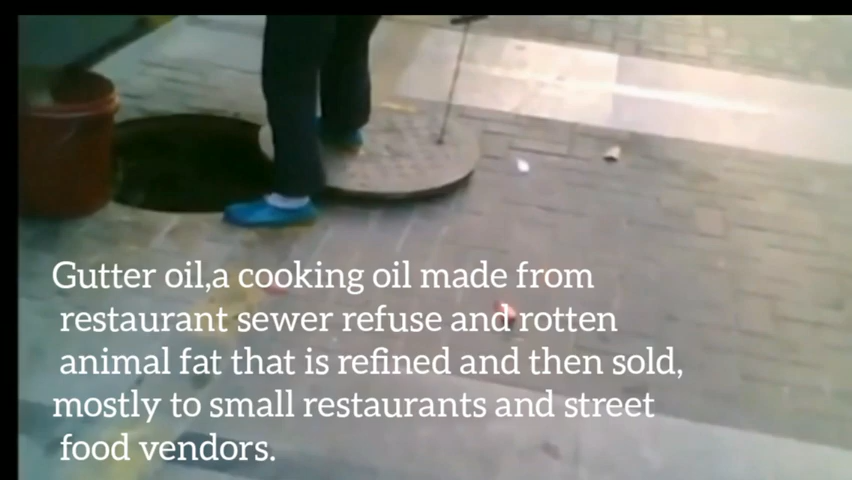 Gutter oil,a cooking oil made from
restaurant sewer refuse and rotten
animal fat that is refined and then sold,
mostly to small restaurants and street
food vendors.